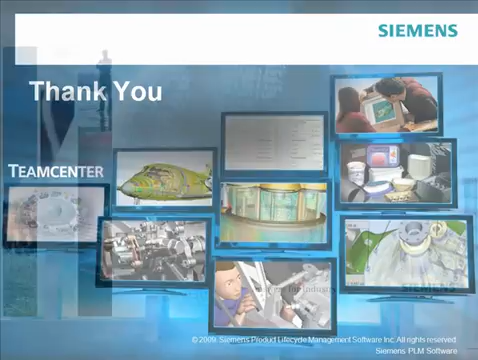 SIEMENS
Thank You
TEAMCENTER
© 2009. Siemens Product Lifecycle Management Software Inc. All rights reserved
Siemens PLM Software